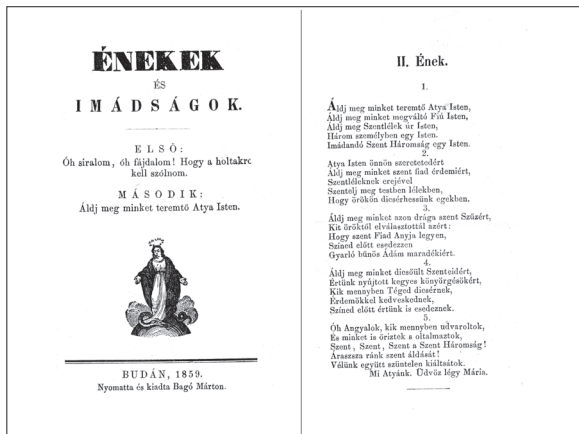 ÉNEKEK
ÉS
IMÁDSÁGOK.
ELSŐ:
Óh siralom, óh fájdalom! Hogy a holtakrc
kell szólnom.
MÁSODIK:
Áldj meg minket teremtő Atya Isten.
BUDÁN, 1859.
Nyomatta és kiadta Bagó Márton.
II. Ének.
1.
Áldj meg minket teremtő Atya Isten,
Áldj meg minket megváltó Fiú Isten,
Áldj meg Szentlélek úr Isten,
Három személyben egy Isten.
Imádandó Szent Háromság egy Isten.
2.
Atya Isten önnön szeretetedért
Áldj meg minket szent fiad érdemiért,
Szentléleknek erejével
Szentelj meg testben lélekben,
Hogy örökön dicsérhessünk egekben.
3.
Áldj meg minket azon drága szent Szűzért,
Kit öröktől elválasztottál azért:
Hogy szent Fiad Anyja legyen,
Színed előtt esedezzen
Gyarló bűnös Ádám maradékiért.
4.
Áldj meg minket dicsőült Szenteidért,
Értünk nyújtott kegyes könyörgésökért,
Kik mennyben Téged dicsérnek,
Érdemökkel kedveskednek,
Színed előtt értünk is esedeznek.
5.
Óh Angyalok, kik mennyben udvaroltok,
És minket is őriztek s oltalmaztok,
Szent, Szent, Szent a Szent Háromság!
Áraszsza ránk szent áldását!
Vélünk együtt szüntelen kiáltsátok.
Mi Atyánk. Üdvöz légy Mária.